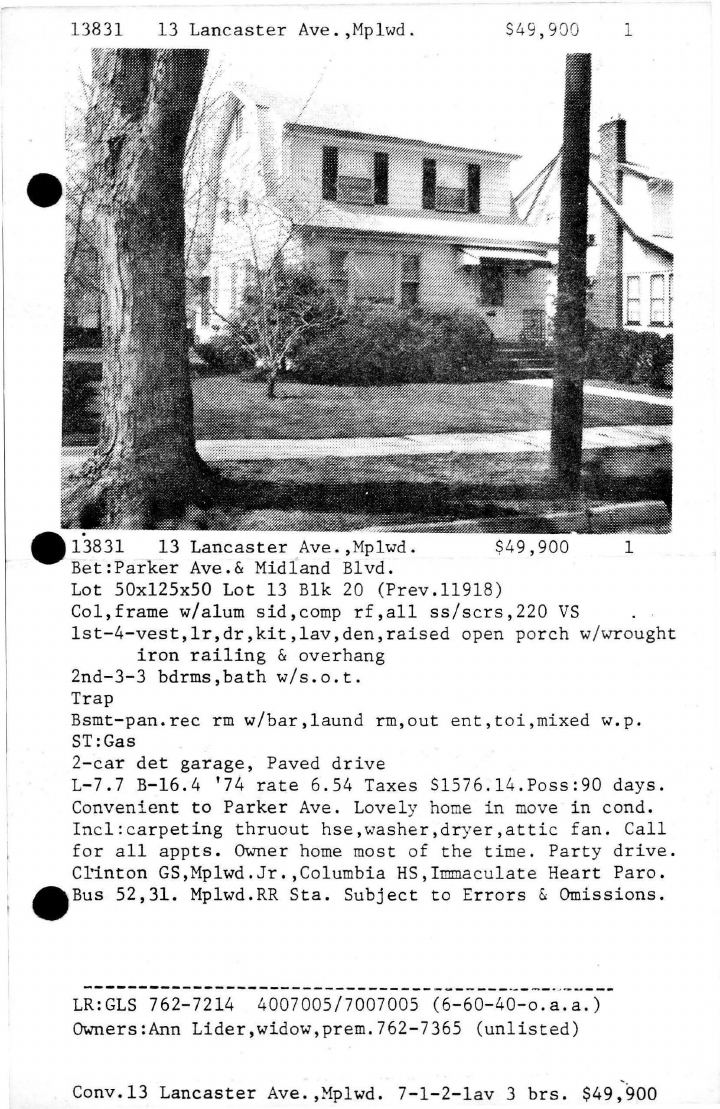 13831 13 Lancaster Ave.,Mplwd. $49,900 1
13831 13 Lancaster Ave.,Mplwd. $49,900 1
Bet:Parker Ave.& Midland Blvd.
Lot 50x125x50 Lot 13 Blk 20 (Prev.11918)
Col,frame w/alum sid,comp rf,all ss/scrs,220 VS
1st-4-vest,lr,dr,kit,lav,den,raised open porch w/wrought
iron railing & overhang
2nd-3-3 bdrms,bath w/s.o.t.
Trap
Bsmt-pan.rec rm w/bar,laund rm,out ent,toi,mixed w.p.
ST:Gas
2-car det garage, Paved drive
L-7.7 B-16.4 '74 rate 6.54 Taxes $1576.14.Poss:90 days.
Convenient to Parker Ave. Lovely home in move in cond.
Incl:carpeting thruout hse,washer,dryer,attic fan. Call
for all appts. Owner home most of the time. Party drive.
Clinton GS,Mplwd.Jr.,Columbia HS,Immaculate Heart Paro.
Bus 52,31. Mplwd.RR Sta. Subject to Errors & Omissions.
LR:GLS 762-7214 4007005/7007005 (6-60-40-o.a.a.)
Owners:Ann Lider,widow,prem.762-7365 (unlisted)
Conv.13 Lancaster Ave.,Mplwd. 7-1-2-lav 3 brs. $49,900